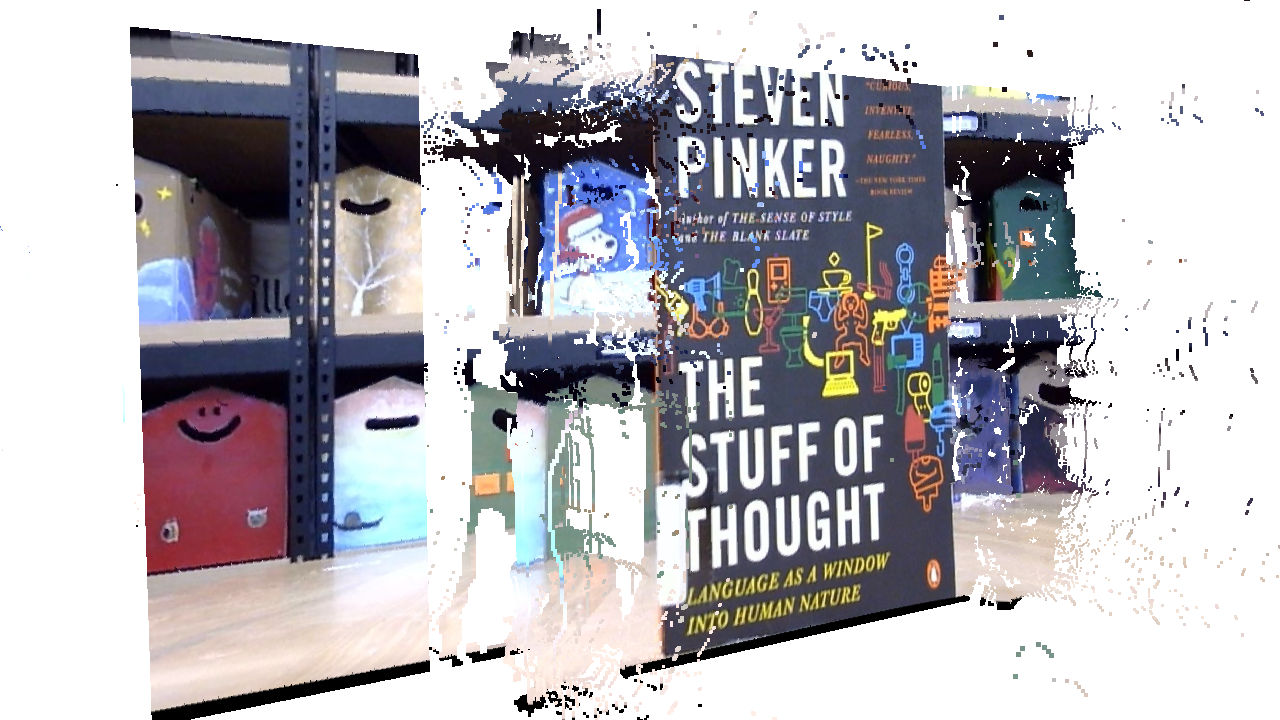 STEVEN
PINKER
"CURIOUS,
INVENTIVE,
FEARLESS,
NAUGHTY."
—THE NEW YORK TIMES
BOOK REVIEW
author of THE SENSE OF STYLE
and THE BLANK SLATE
THE
STUFF OF
THOUGHT
LANGUAGE AS A WINDOW
INTO HUMAN NATURE